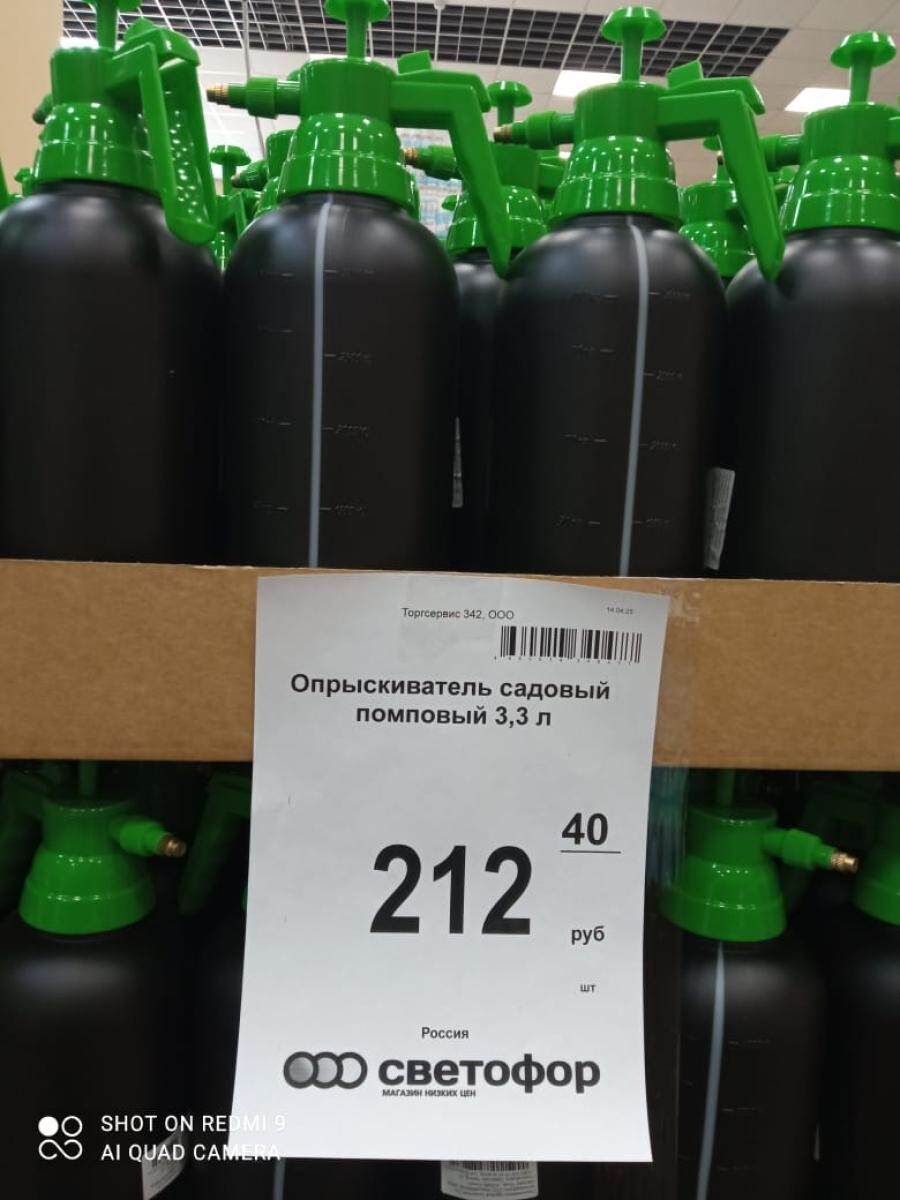 Торгсервис 342, ООО
14.04.25
Опрыскиватель садовый
помповый 3,3 л
212
40
руб
шт
Россия
светофор
МАГАЗИН НИЗКИХ ЦЕН
SHOT ON REDMI 9
AI QUAD CAMERA